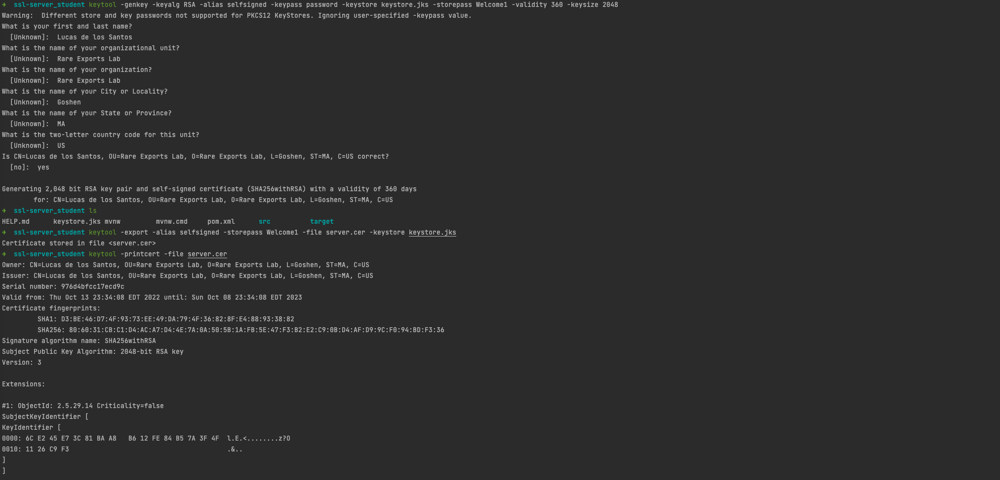 ➜  ssl-server_student keytool -genkey -keyalg RSA -alias selfsigned -keypass password -keystore keystore.jks -storepass Welcome1 -validity 360 -keysize 2048
Warning:  Different store and key passwords not supported for PKCS12 KeyStores. Ignoring user-specified -keypass value.
What is your first and last name?
  [Unknown]:  Lucas de los Santos
What is the name of your organizational unit?
  [Unknown]:  Rare Exports Lab
What is the name of your organization?
  [Unknown]:  Rare Exports Lab
What is the name of your City or Locality?
  [Unknown]:  Goshen
What is the name of your State or Province?
  [Unknown]:  MA
What is the two-letter country code for this unit?
  [Unknown]:  US
Is CN=Lucas de los Santos, OU=Rare Exports Lab, O=Rare Exports Lab, L=Goshen, ST=MA, C=US correct?
  [no]:  yes

Generating 2,048 bit RSA key pair and self-signed certificate (SHA256withRSA) with a validity of 360 days
        for: CN=Lucas de los Santos, OU=Rare Exports Lab, O=Rare Exports Lab, L=Goshen, ST=MA, C=US
➜  ssl-server_student ls
HELP.md      keystore.jks mvnw         mvnw.cmd     pom.xml      src          target
➜  ssl-server_student keytool -export -alias selfsigned -storepass Welcome1 -file server.cer -keystore keystore.jks
Certificate stored in file <server.cer>
➜  ssl-server_student keytool -printcert -file server.cer
Owner: CN=Lucas de los Santos, OU=Rare Exports Lab, O=Rare Exports Lab, L=Goshen, ST=MA, C=US
Issuer: CN=Lucas de los Santos, OU=Rare Exports Lab, O=Rare Exports Lab, L=Goshen, ST=MA, C=US
Serial number: 976d4bfcc17ecd9c
Valid from: Thu Oct 13 23:34:08 EDT 2022 until: Sun Oct 08 23:34:08 EDT 2023
Certificate fingerprints:
         SHA1: D3:BE:46:D7:4F:93:73:EE:49:DA:79:4F:36:82:8F:E4:88:93:38:82
         SHA256: 80:60:31:CB:C1:D4:AC:A7:D4:4E:7A:0A:50:5B:1A:FB:5E:47:F3:B2:E2:C9:0B:D4:AF:D9:9C:F0:94:BD:F3:36
Signature algorithm name: SHA256withRSA
Subject Public Key Algorithm: 2048-bit RSA key
Version: 3

Extensions:

#1: ObjectId: 2.5.29.14 Criticality=false
SubjectKeyIdentifier [
KeyIdentifier [
0000: 6C E2 45 E7 3C 81 BA A8   B6 12 FE 84 B5 7A 3F 4F  l.E.<........z?O
0010: 11 26 C9 F3                                        .&..
]
]